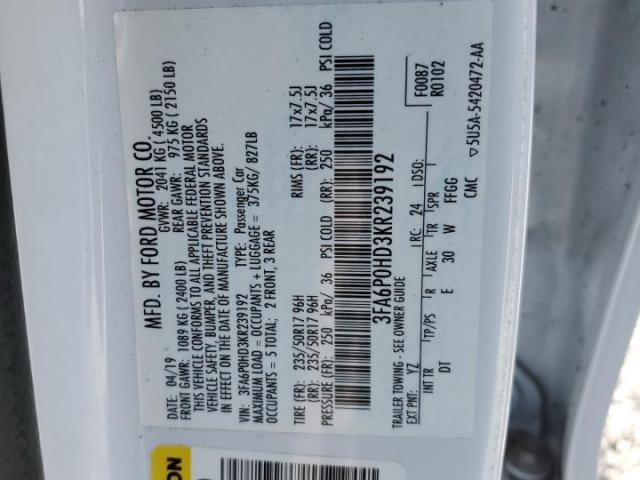 MFD. BY FORD MOTOR CO.
DATE: 04/19 GVWR: 2041 KG ( 4500 LB)
FRONT GAWR: 1089 KG ( 2400 LB) REAR GAWR: 975 KG ( 2150 LB)
THIS VEHICLE CONFORMS TO ALL APPLICABLE FEDERAL MOTOR
VEHICLE SAFETY, BUMPER, AND THEFT PREVENTION STANDARDS
IN EFFECT ON THE DATE OF MANUFACTURE SHOWN ABOVE.
VIN: 3FA6P0HD3KR239192 TYPE: Passenger Car
MAXIMUM LOAD = OCCUPANTS + LUGGAGE = 375KG/ 827LB
OCCUPANTS = 5 TOTAL; 2 FRONT, 3 REAR
TIRE (FR): 235/50R17 96H RIMS (FR): 17x7.5J
(RR): 235/50R17 96H (RR): 17x7.5J
PRESSURE (FR): 250 kPa/ 36 PSI COLD (RR): 250 kPa/ 36 PSI COLD
3FA6P0HD3KR239192
TRAILER TOWING - SEE OWNER GUIDE
F0087
R0102
EXT PNT: YZ RC: 24 DSO:
INT TR TP/PS R AXLE TR SPR
DT E 30 W FFGG
CMC ▽5U5A-5420472-AA
ON